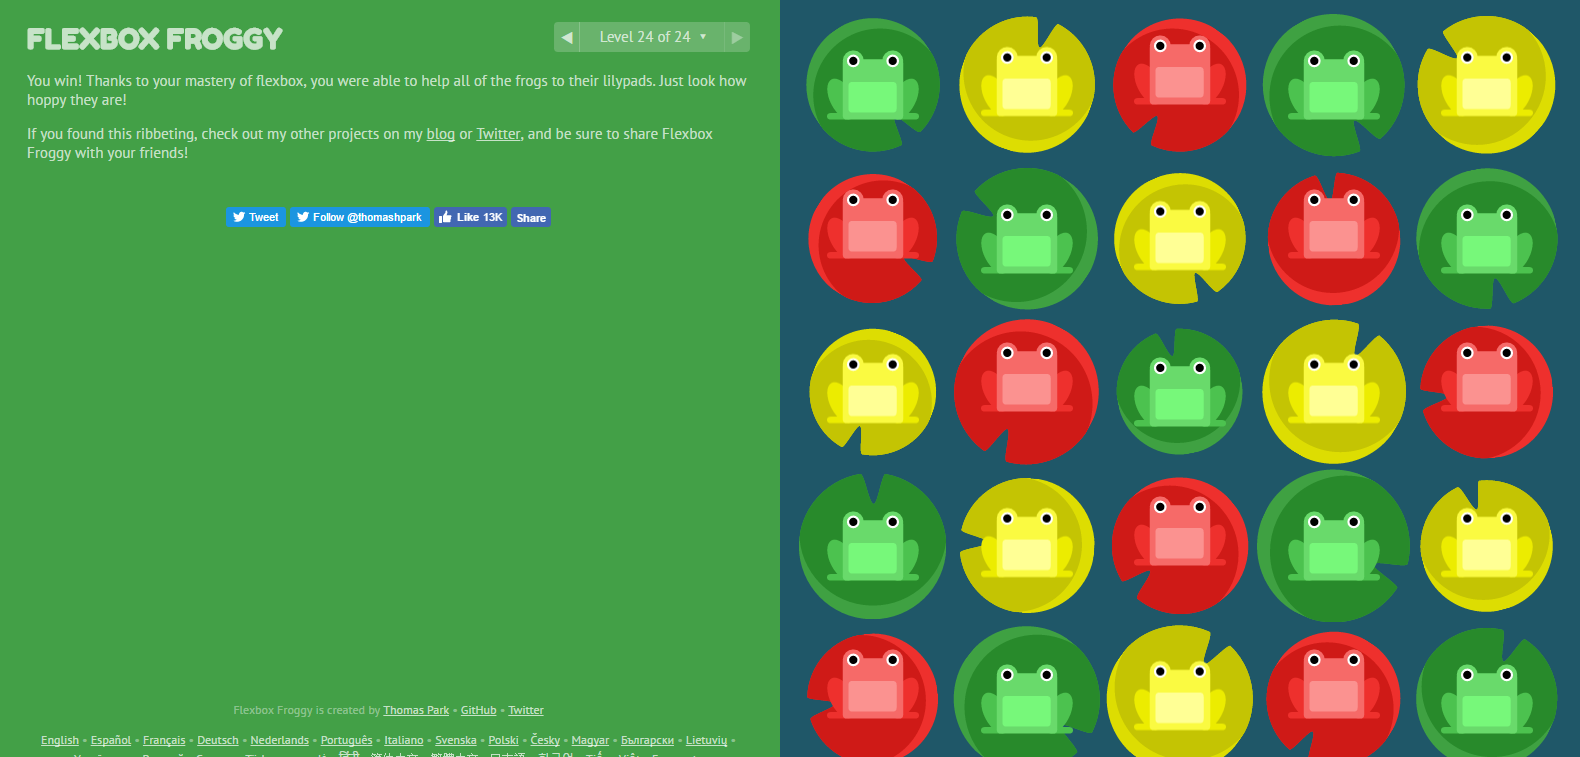 FLEXBOX FROGGY
◀ Level 24 of 24 ▾ ▶
You win! Thanks to your mastery of flexbox, you were able to help all of the frogs to their lilypads. Just look how
hoppy they are!
If you found this ribbeting, check out my other projects on my blog or Twitter, and be sure to share Flexbox
Froggy with your friends!
Tweet Follow @thomashpark Like 13K Share
Flexbox Froggy is created by Thomas Park • GitHub • Twitter
English • Español • Français • Deutsch • Nederlands • Português • Italiano • Svenska • Polski • Česky • Magyar • Български • Lietuvių •